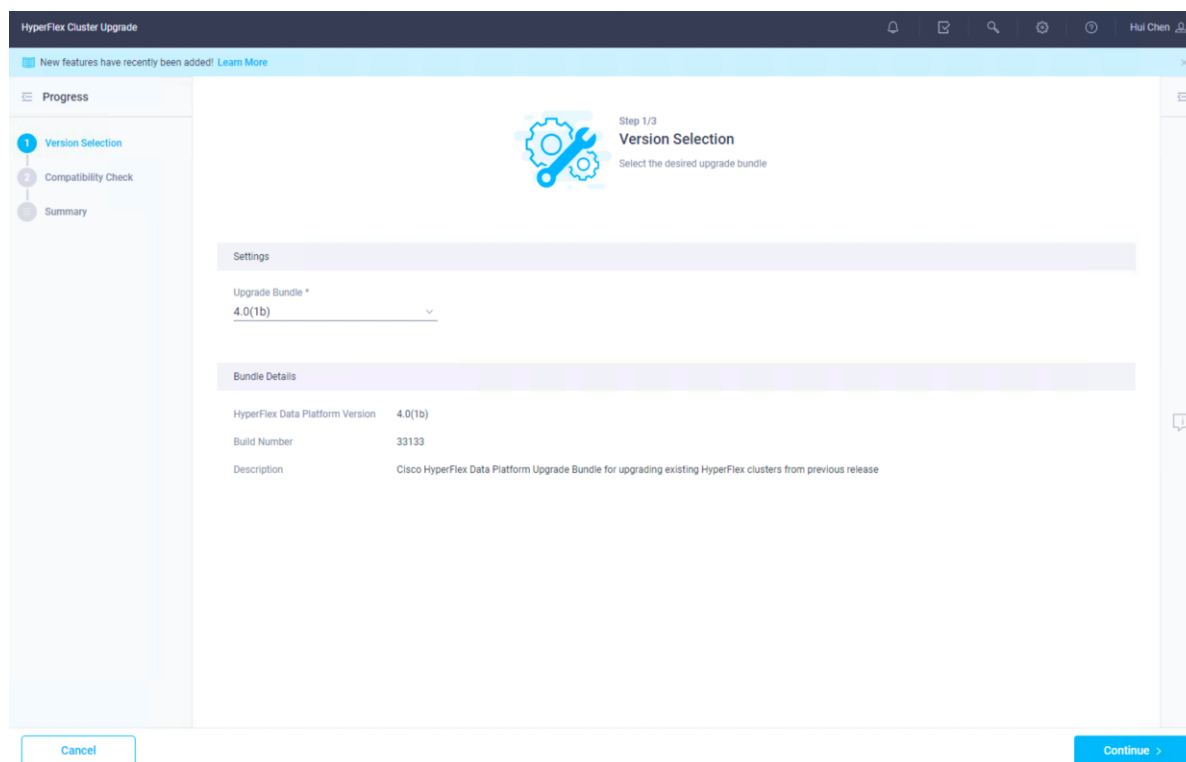 HyperFlex Cluster Upgrade
Hui Chen
New features have recently been added! Learn More
Progress
1 Version Selection
2 Compatibility Check
Summary
Step 1/3
Version Selection
Select the desired upgrade bundle
Settings
Upgrade Bundle *
4.0(1b)
Bundle Details
HyperFlex Data Platform Version 4.0(1b)
Build Number 33133
Description Cisco HyperFlex Data Platform Upgrade Bundle for upgrading existing HyperFlex clusters from previous release
Cancel
Continue >